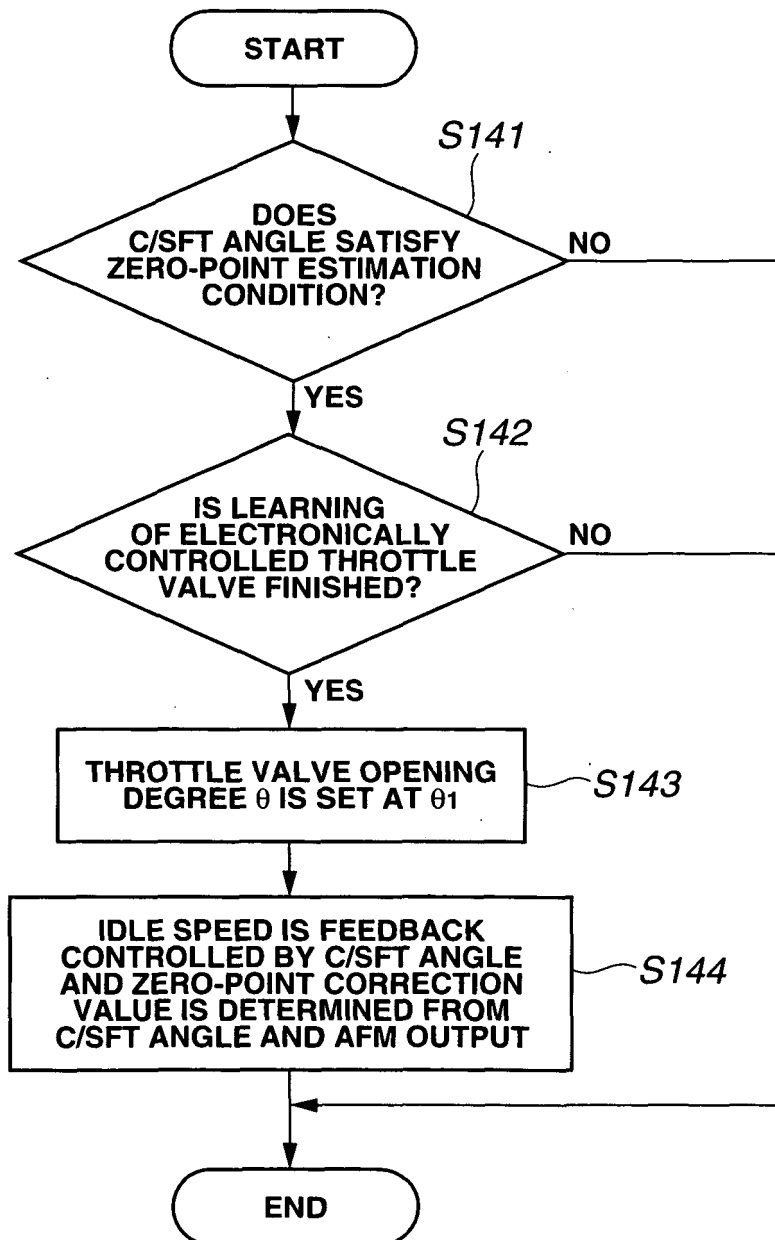 START
S141
DOES
C/SFT ANGLE SATISFY
ZERO-POINT ESTIMATION
CONDITION?
NO
YES
S142
IS LEARNING
OF ELECTRONICALLY
CONTROLLED THROTTLE
VALVE FINISHED?
NO
YES
THROTTLE VALVE OPENING
DEGREE θ IS SET AT θ1
S143
IDLE SPEED IS FEEDBACK
CONTROLLED BY C/SFT ANGLE
AND ZERO-POINT CORRECTION
VALUE IS DETERMINED FROM
C/SFT ANGLE AND AFM OUTPUT
S144
END